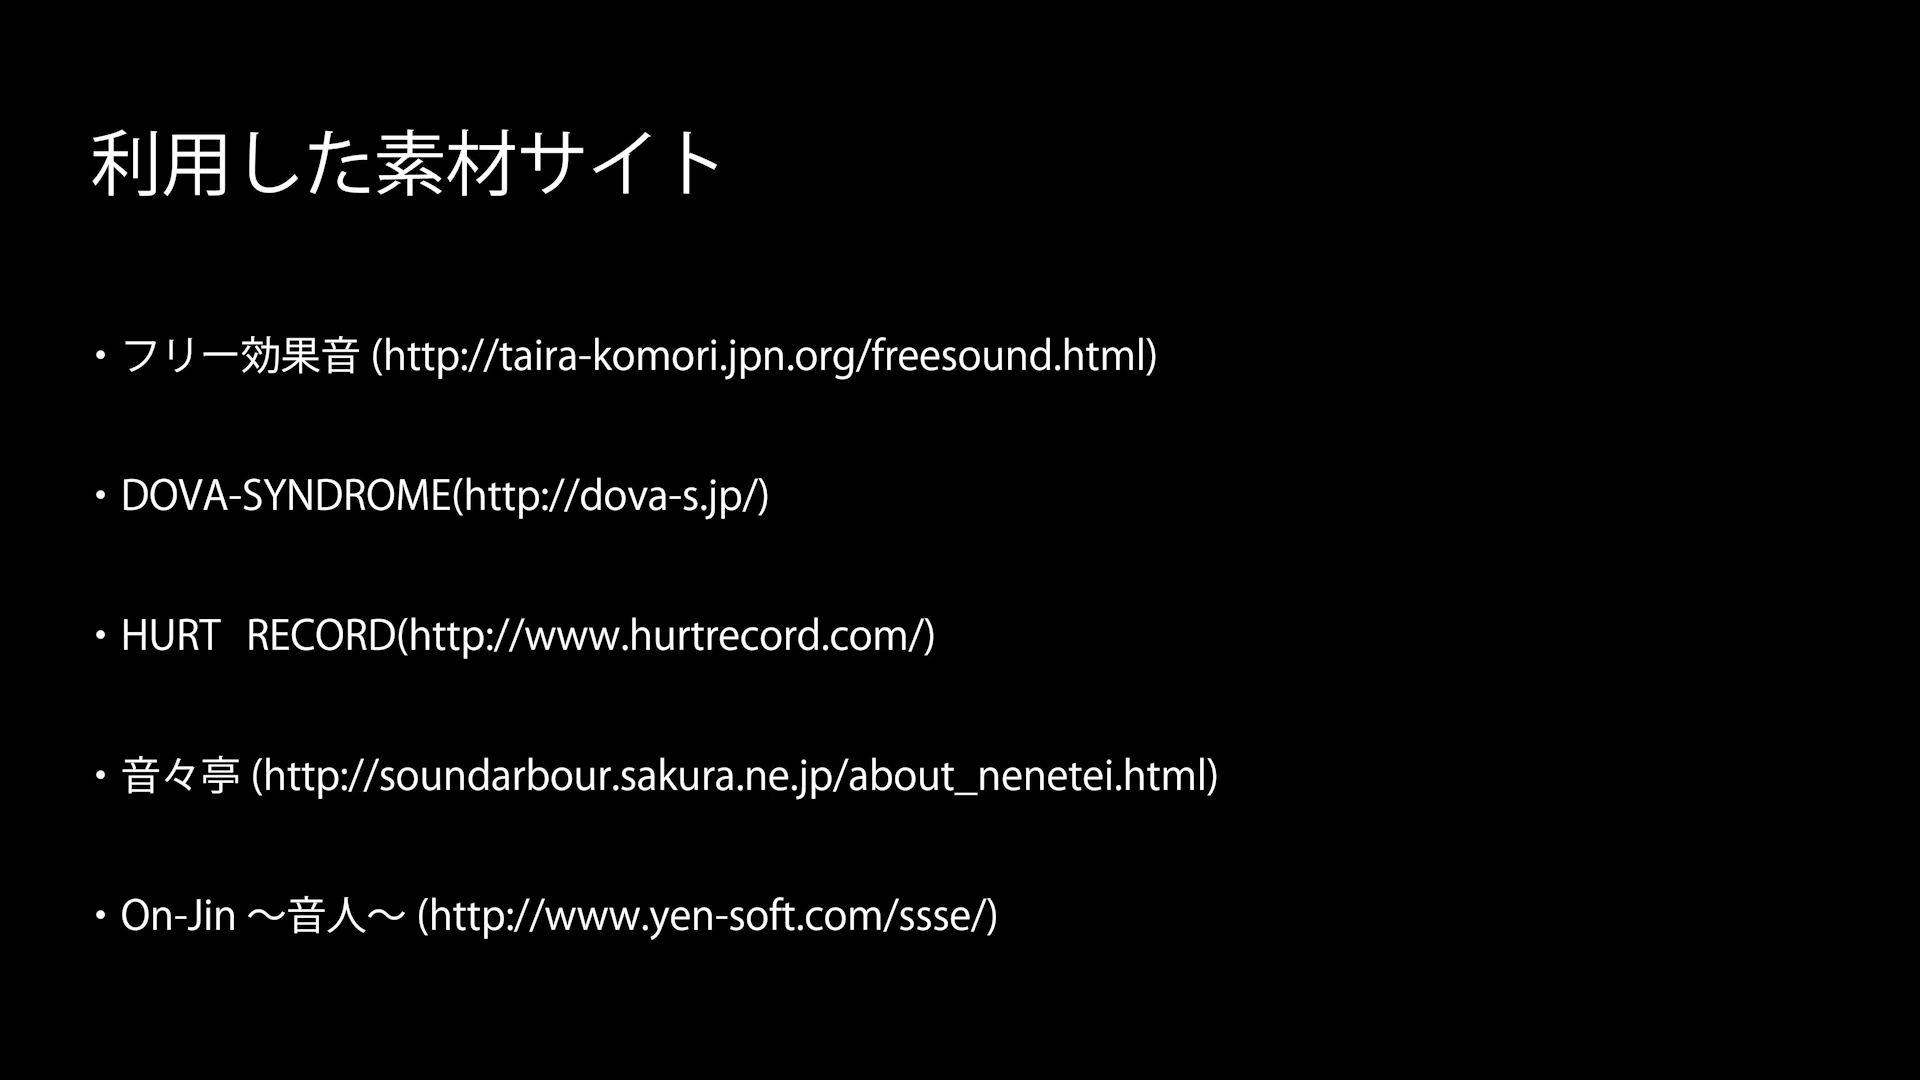 利用した素材サイト
・フリー効果音 (http://taira-komori.jpn.org/freesound.html)
・DOVA-SYNDROME(http://dova-s.jp/)
・HURT　RECORD(http://www.hurtrecord.com/)
・音々亭 (http://soundarbour.sakura.ne.jp/about_nenetei.html)
・On-Jin ～音人～ (http://www.yen-soft.com/ssse/)